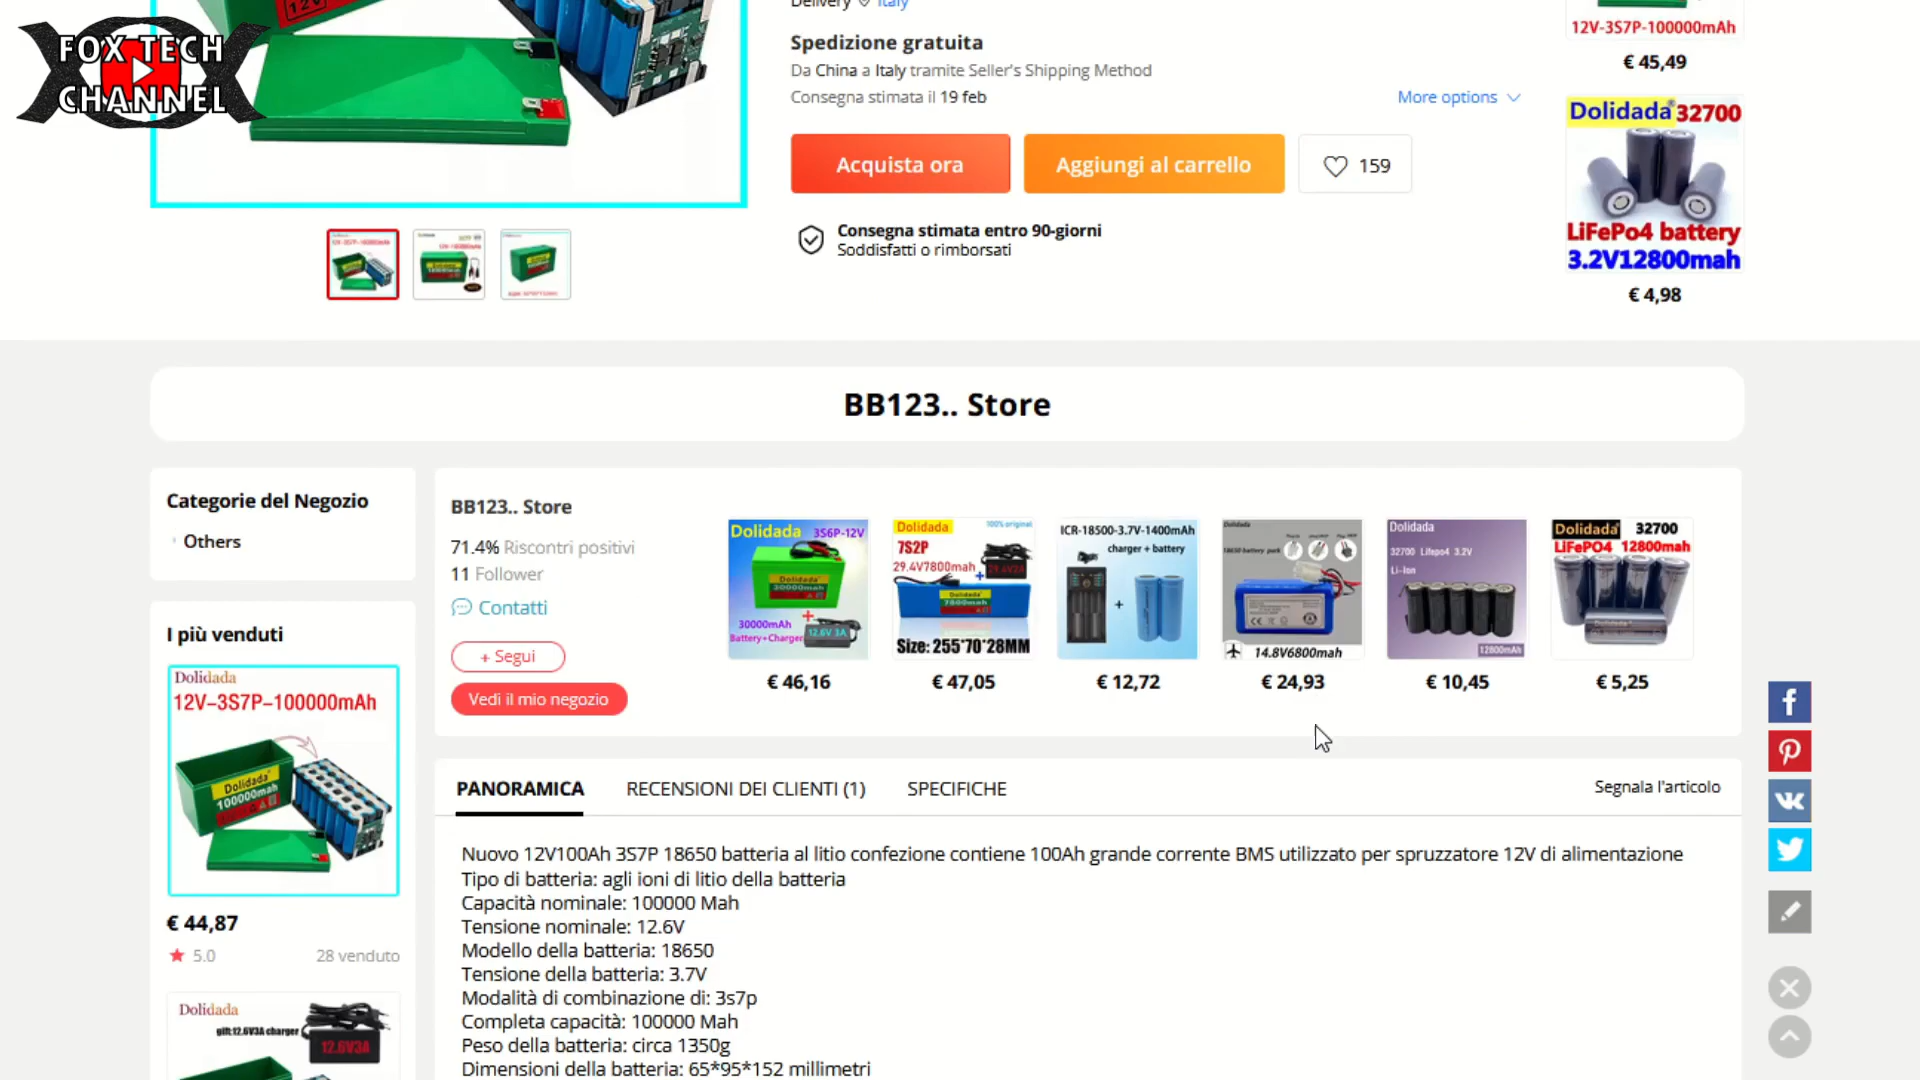 FOX TECH
CHANNEL
12V
Delivery Italy
Spedizione gratuita
Da China a Italy tramite Seller's Shipping Method
Consegna stimata il 19 feb
More options
Acquista ora
Aggiungi al carrello
159
Consegna stimata entro 90-giorni
Soddisfatti o rimborsati
12V-3S7P-100000mAh
€ 45,49
Dolidada® 32700
LiFePo4 battery
3.2V12800mah
€ 4,98
BB123.. Store
Categorie del Negozio
Others
I più venduti
Dolidada
12V-3S7P-100000mAh
Dolidada
100000mah
€ 44,87
5.0
28 venduto
Dolidada
gift:12.6V3A charger
12.6V3A
BB123.. Store
71.4% Riscontri positivi
11 Follower
Contatti
+ Segui
Vedi il mio negozio
Dolidada 3S6P-12V
Dolidada
30000mah
30000mAh
Battery+Charger
12.6V 3A
€ 46,16
Dolidada
100% original
7S2P
29.4V7800mah
29.4V2A
7800mah
Size: 255*70*28MM
€ 47,05
ICR-18500-3.7V-1400mAh
charger + battery
€ 12,72
Dolidada
18650 battery pack
14.8V6800mah
€ 24,93
Dolidada
32700 Lifepo4 3.2V
Li-Ion
12800mAh
€ 10,45
Dolidada 32700
LiFePO4 12800mah
Dolidada
€ 5,25
PANORAMICA
RECENSIONI DEI CLIENTI (1)
SPECIFICHE
Segnala l'articolo
Nuovo 12V100Ah 3S7P 18650 batteria al litio confezione contiene 100Ah grande corrente BMS utilizzato per spruzzatore 12V di alimentazione
Tipo di batteria: agli ioni di litio della batteria
Capacità nominale: 100000 Mah
Tensione nominale: 12.6V
Modello della batteria: 18650
Tensione della batteria: 3.7V
Modalità di combinazione di: 3s7p
Completa capacità: 100000 Mah
Peso della batteria: circa 1350g
Dimensioni della batteria: 65*95*152 millimetri